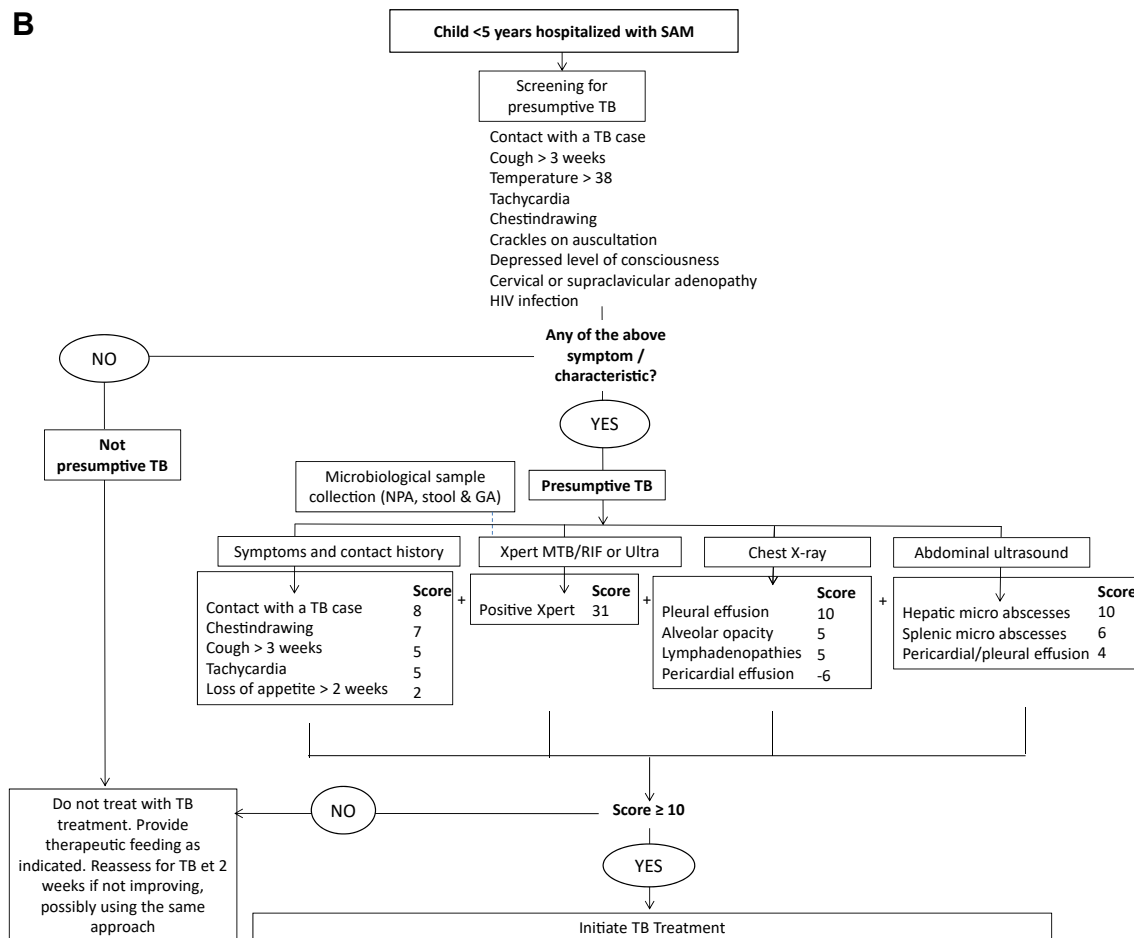 B
Child <5 years hospitalized with SAM
Screening for
presumptive TB
Contact with a TB case
Cough > 3 weeks
Temperature > 38
Tachycardia
Chestindrawing
Crackles on auscultation
Depressed level of consciousness
Cervical or supraclavicular adenopathy
HIV infection
Any of the above
symptom /
characteristic?
NO
YES
Not
presumptive TB
Microbiological sample
collection (NPA, stool & GA)
Presumptive TB
Symptoms and contact history
Score
Contact with a TB case 8
Chestindrawing 7
Cough > 3 weeks 5
Tachycardia 5
Loss of appetite > 2 weeks 2
+
Xpert MTB/RIF or Ultra
Score
Positive Xpert 31
+
Chest X-ray
Score
Pleural effusion 10
Alveolar opacity 5
Lymphadenopathies 5
Pericardial effusion -6
+
Abdominal ultrasound
Score
Hepatic micro abscesses 10
Splenic micro abscesses 6
Pericardial/pleural effusion 4
Score ≥ 10
NO
YES
Do not treat with TB
treatment. Provide
therapeutic feeding as
indicated. Reassess for TB et 2
weeks if not improving,
possibly using the same
approach
Initiate TB Treatment